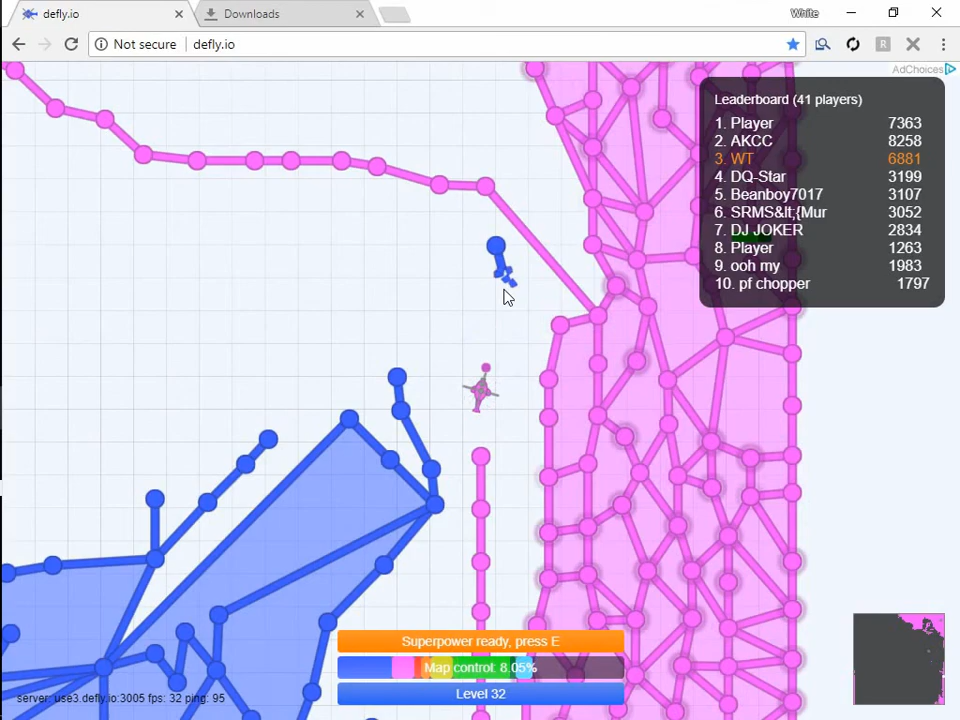 defly.io
Downloads
White
Not secure
defly.io
R
AdChoices
Leaderboard (41 players)
1. Player 7363
2. AKCC 8258
3. WT 6881
4. DQ-Star 3199
5. Beanboy7017 3107
6. SRMS&lt;{Mur 3052
7. DJ JOKER 2834
8. Player 1263
9. ooh my 1983
10. pf chopper 1797
Superpower ready, press E
Map control: 8.05%
Level 32
server: use3.defly.io:3005 fps: 32 ping: 95